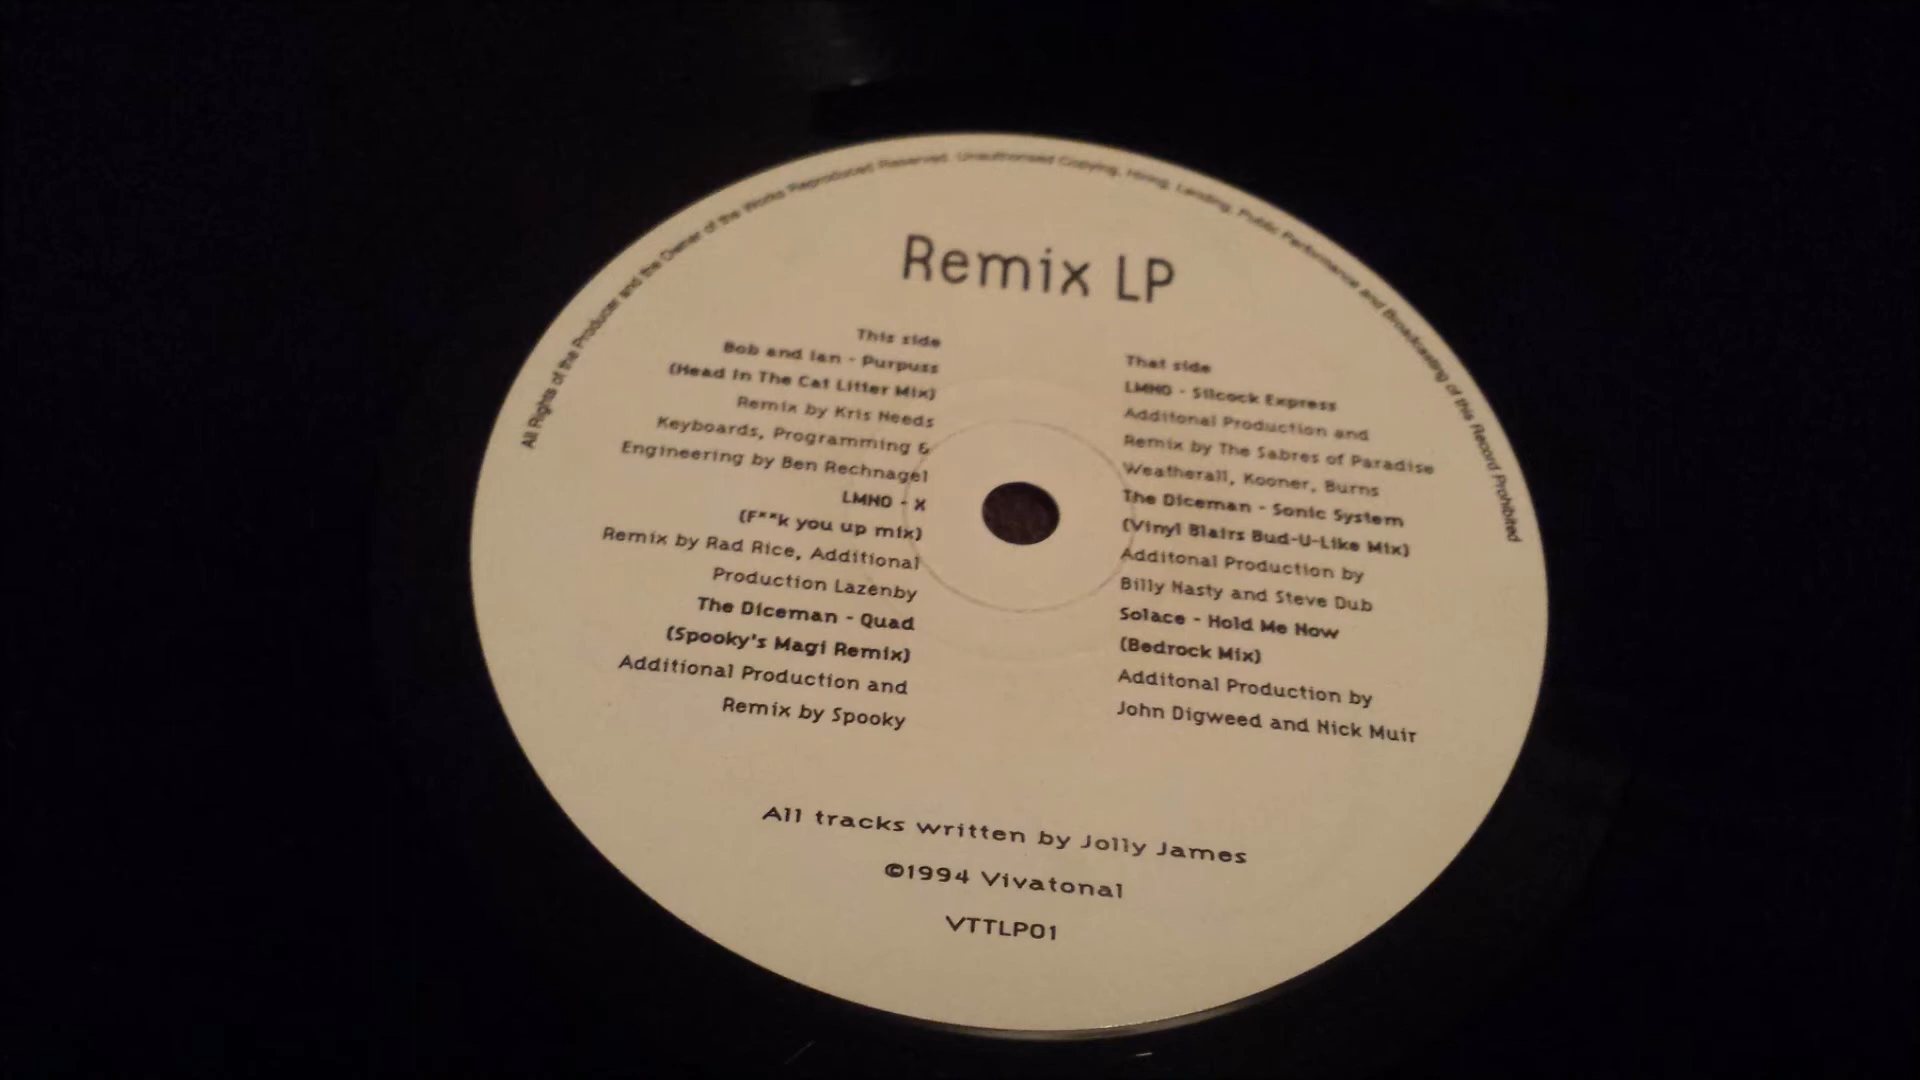 All Rights of the Producer and the Owner of the Works Reproduced Reserved. Unauthorised Copying, Hiring, Lending, Public Performance and Broadcasting of this Record Prohibited
Remix LP
This side
Bob and Ian - Purpuss
(Head In The Cat Litter Mix)
Remix by Kris Needs
Keyboards, Programming &
Engineering by Ben Rechnagel
LMNO - X
(F**k you up mix)
Remix by Rad Rice, Additional
Production Lazenby
The Diceman - Quad
(Spooky's Magi Remix)
Additional Production and
Remix by Spooky
That side
LMNO - Silcock Express
Additonal Production and
Remix by The Sabres of Paradise
Weatherall, Kooner, Burns
The Diceman - Sonic System
(Vinyl Blairs Bud-U-Like Mix)
Additonal Production by
Billy Nasty and Steve Dub
Solace - Hold Me Now
(Bedrock Mix)
Additonal Production by
John Digweed and Nick Muir
All tracks written by Jolly James
©1994 Vivatonal
VTTLP01